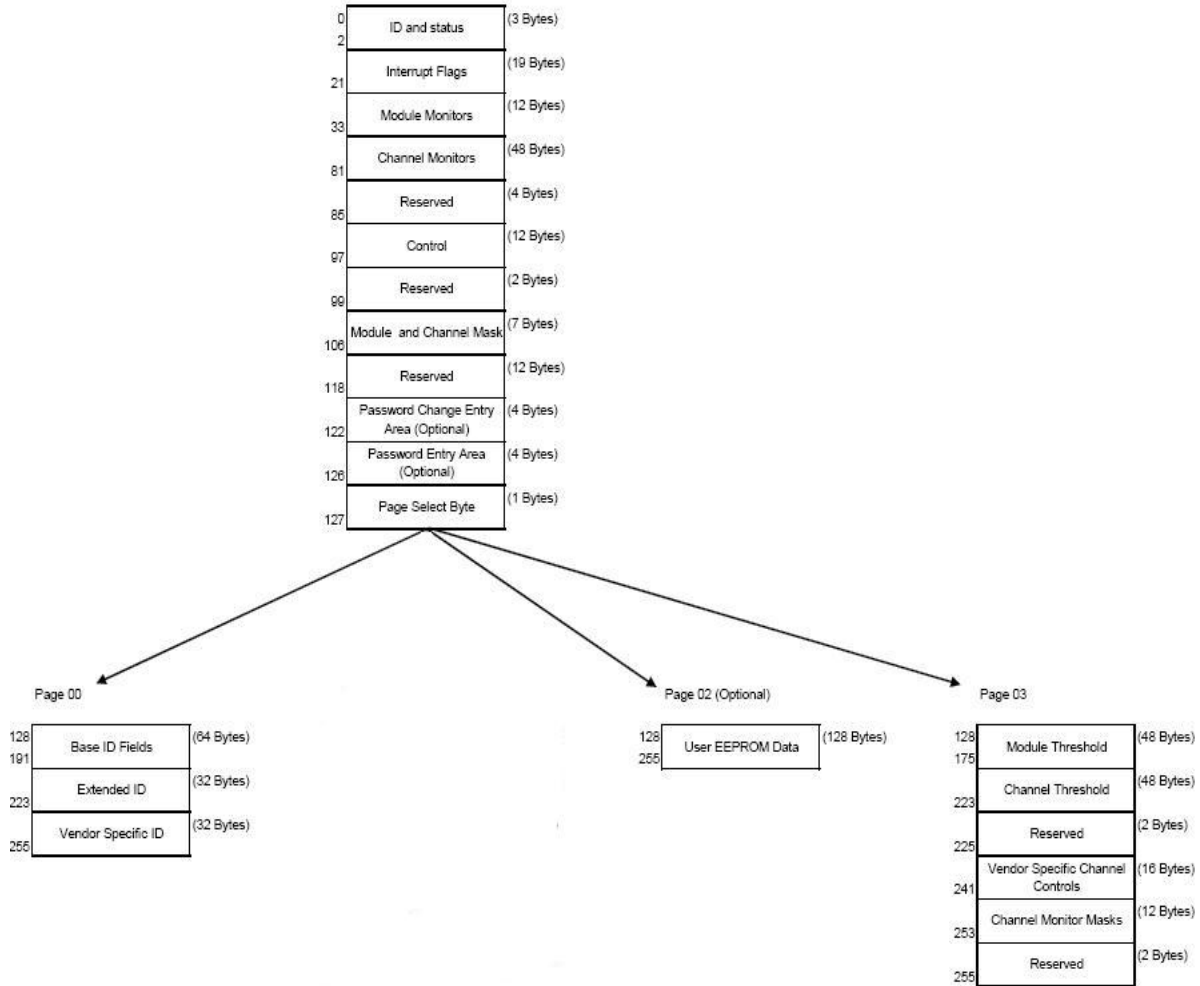 0
ID and status
(3 Bytes)
2
Interrupt Flags
(19 Bytes)
21
Module Monitors
(12 Bytes)
33
Channel Monitors
(48 Bytes)
81
Reserved
(4 Bytes)
85
Control
(12 Bytes)
97
Reserved
(2 Bytes)
99
Module and Channel Mask
(7 Bytes)
106
Reserved
(12 Bytes)
118
Password Change Entry
Area (Optional)
(4 Bytes)
122
Password Entry Area
(Optional)
(4 Bytes)
126
Page Select Byte
(1 Bytes)
127
Page 00
128
Base ID Fields
(64 Bytes)
191
Extended ID
(32 Bytes)
223
Vendor Specific ID
(32 Bytes)
255
Page 02 (Optional)
128
User EEPROM Data
(128 Bytes)
255
Page 03
128
Module Threshold
(48 Bytes)
175
Channel Threshold
(48 Bytes)
223
Reserved
(2 Bytes)
225
Vendor Specific Channel
Controls
(16 Bytes)
241
Channel Monitor Masks
(12 Bytes)
253
Reserved
(2 Bytes)
255